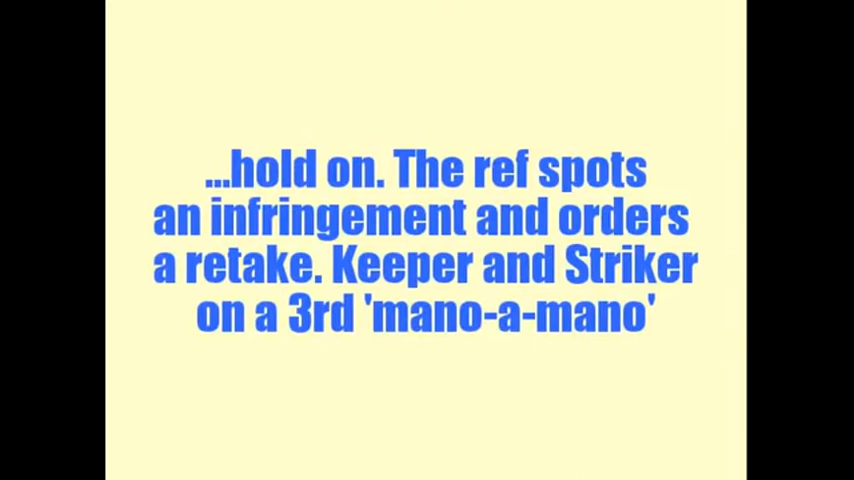 ...hold on. The ref spots
an infringement and orders
a retake. Keeper and Striker
on a 3rd 'mano-a-mano'